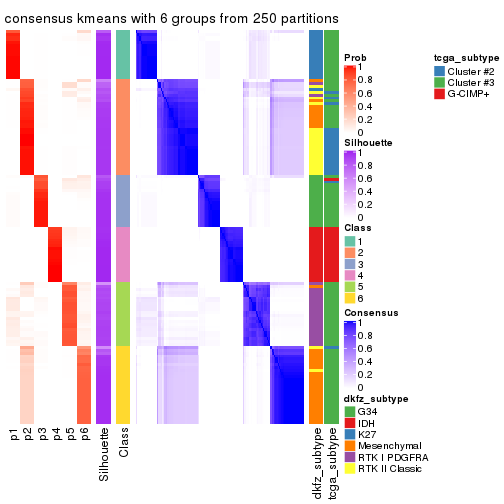 consensus kmeans with 6 groups from 250 partitions
Prob
1
0.8
0.6
0.4
0.2
0
Silhouette
1
0.8
0.6
0.4
0.2
0
Class
1
2
3
4
5
6
Consensus
1
0.8
0.6
0.4
0.2
0
dkfz_subtype
G34
IDH
K27
Mesenchymal
RTK I PDGFRA
RTK II Classic
tcga_subtype
Cluster #2
Cluster #3
G-CIMP+
p1
p2
p3
p4
p5
p6
Silhouette
Class
dkfz_subtype
tcga_subtype